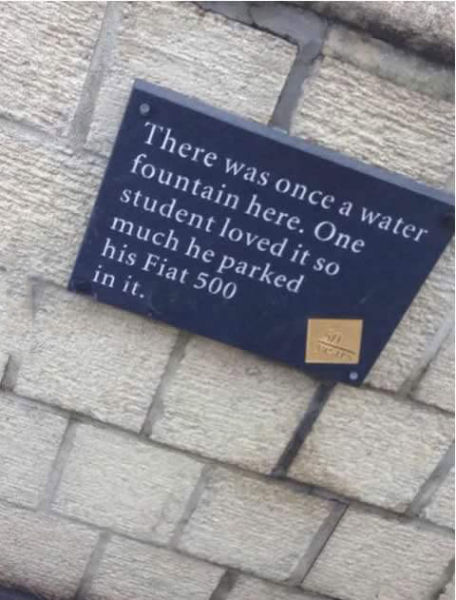 There was once a water
fountain here. One
student loved it so
much he parked
his Fiat 500
in it.